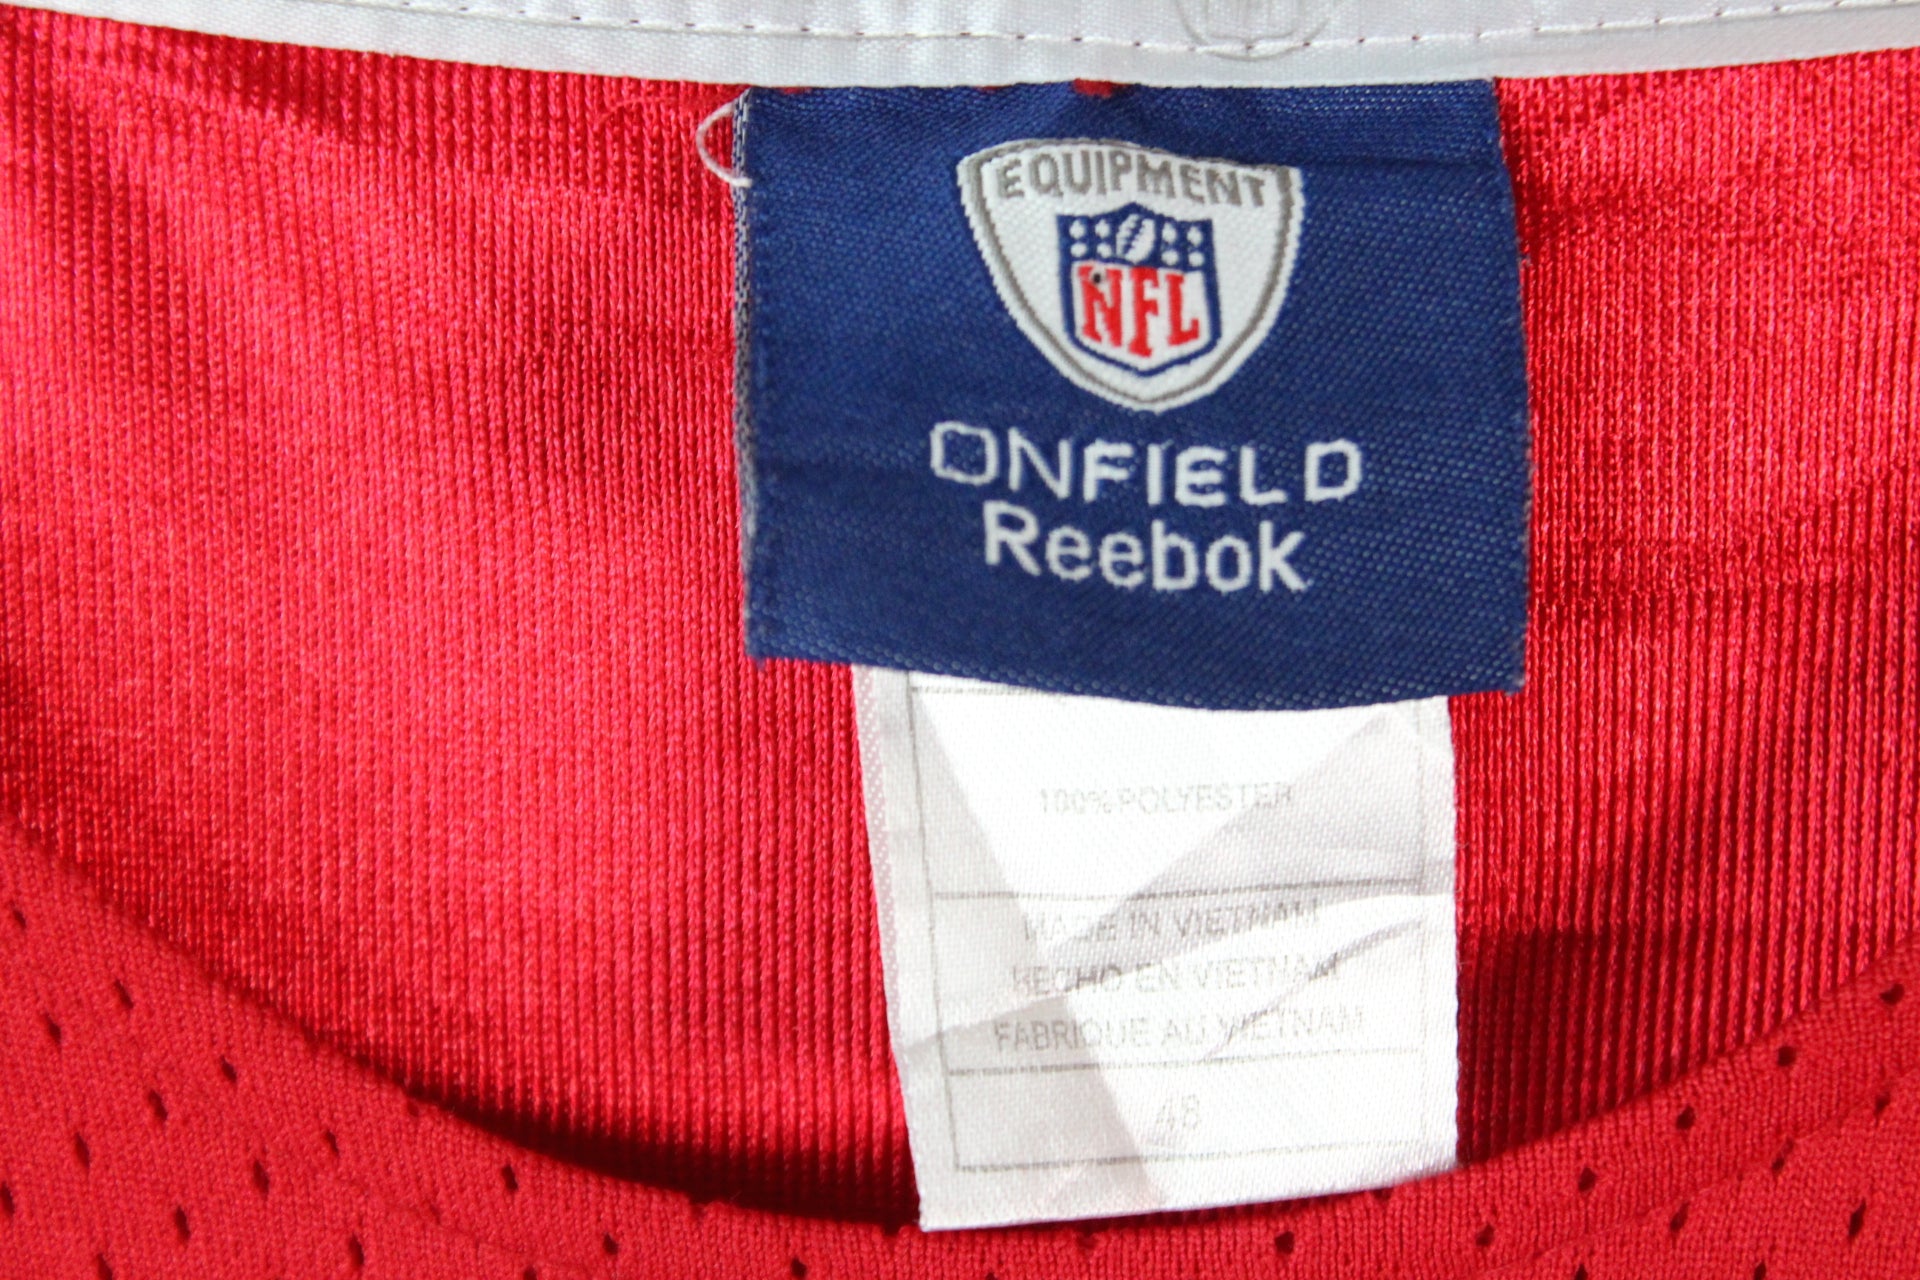 EQUIPMENT
NFL
ONFIELD
Reebok
100% POLYESTER
MADE IN VIETNAM
HECHO EN VIETNAM
FABRIQUE AU VIETNAM
48